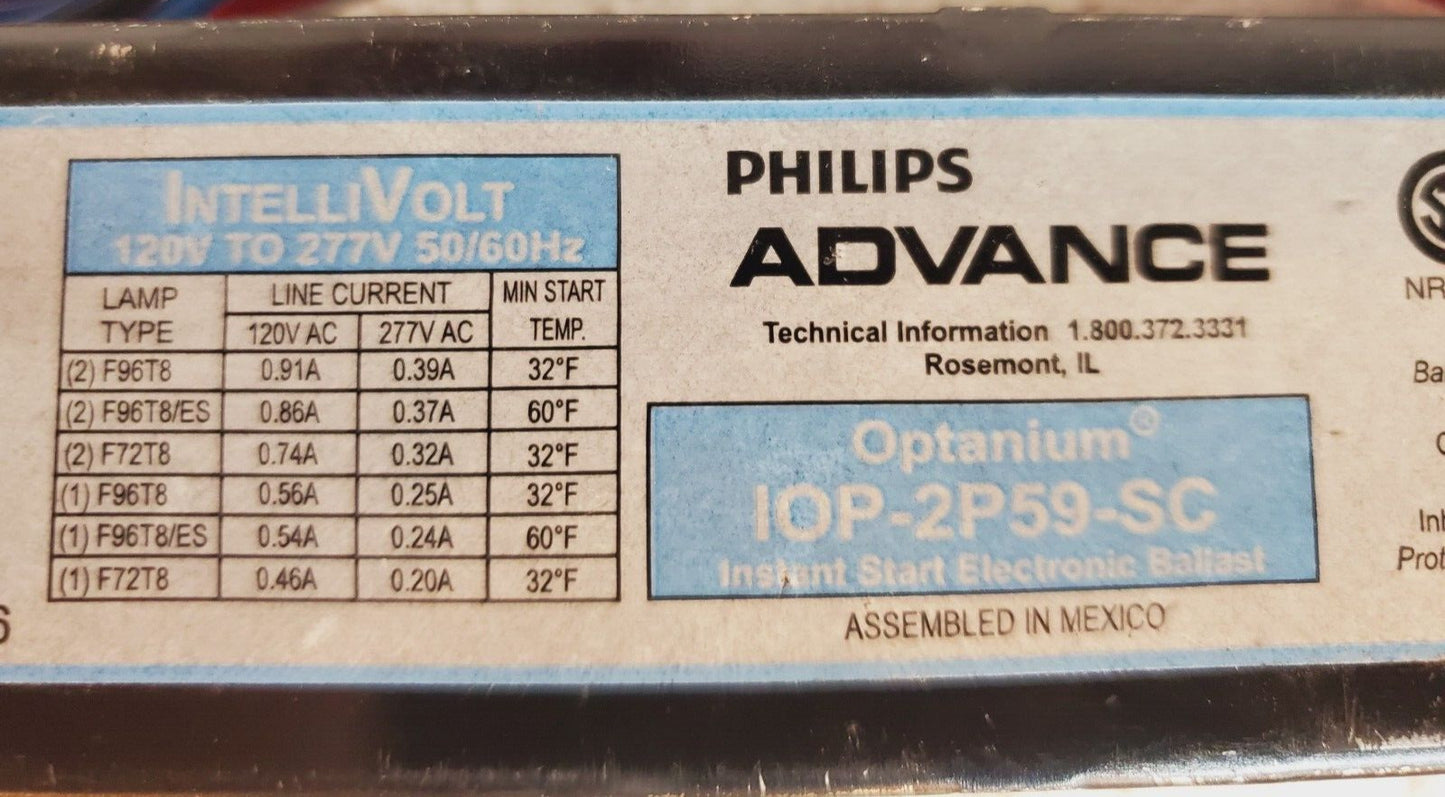 INTELLIVOLT
120V TO 277V 50/60Hz
LAMP TYPE LINE CURRENT MIN START TEMP.
120V AC 277V AC
(2) F96T8 0.91A 0.39A 32°F
(2) F96T8/ES 0.86A 0.37A 60°F
(2) F72T8 0.74A 0.32A 32°F
(1) F96T8 0.56A 0.25A 32°F
(1) F96T8/ES 0.54A 0.24A 60°F
(1) F72T8 0.46A 0.20A 32°F
6
PHILIPS
ADVANCE
Technical Information 1.800.372.3331
Rosemont, IL
Optanium®
IOP-2P59-SC
Instant Start Electronic Ballast
ASSEMBLED IN MEXICO
NR
Ba
Prot